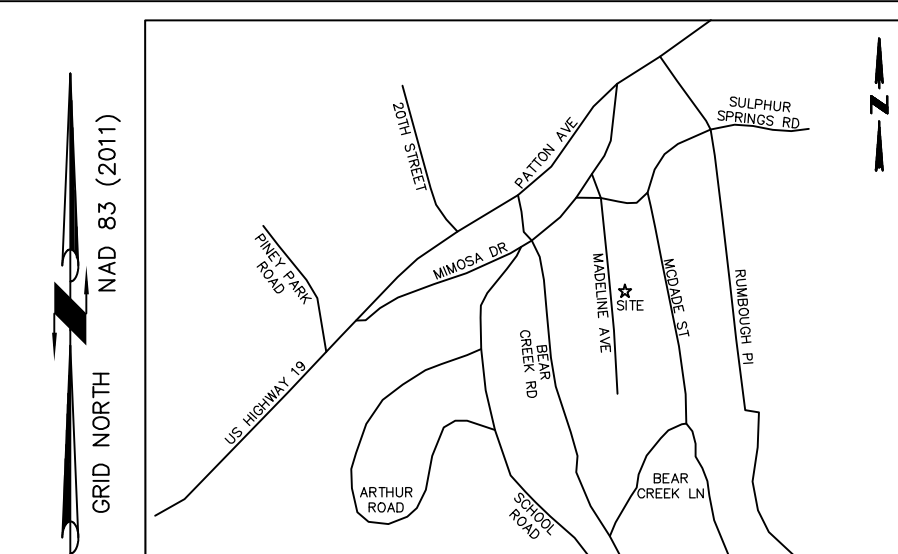 GRID NORTH NAD 83 (2011)
N
SULPHUR
SPRINGS RD
20TH STREET
PATTON AVE
PINEY PARK
ROAD
MIMOSA DR
MADELINE AVE
SITE
MCDADE ST
RUMBOUGH Pl
BEAR
CREEK RD
US HIGHWAY 19
ARTHUR
ROAD
SCHOOL
ROAD
BEAR
CREEK LN